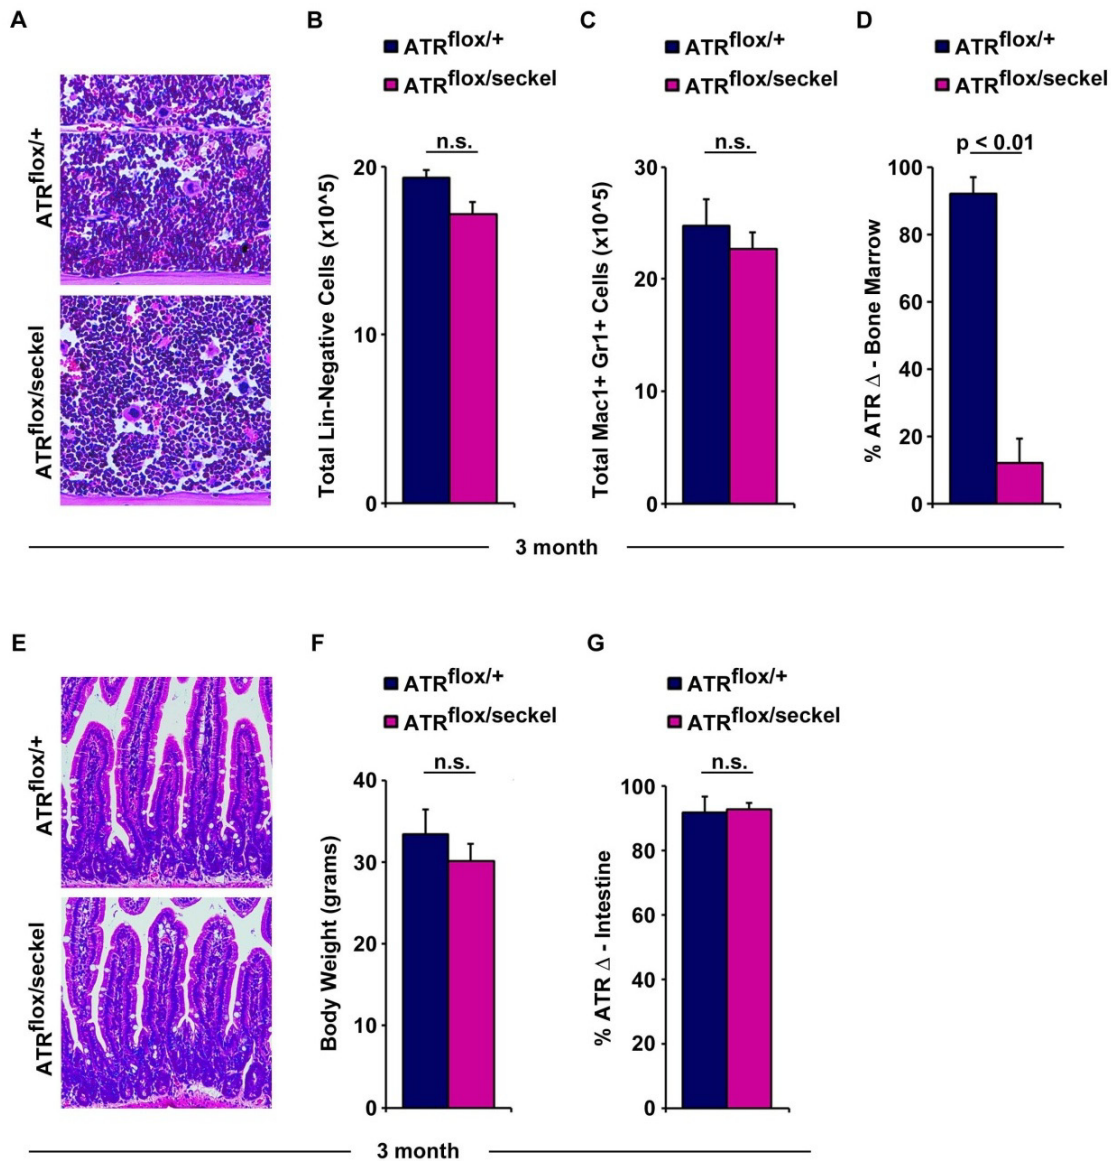 A
ATRflox/+
ATRflox/seckel
B
ATRflox/+
ATRflox/seckel
n.s.
20
10
0
Total Lin-Negative Cells (x10^5)
C
ATRflox/+
ATRflox/seckel
n.s.
30
20
10
0
Total Mac1+ Gr1+ Cells (x10^5)
D
ATRflox/+
ATRflox/seckel
p < 0.01
100
80
60
40
20
0
% ATR Δ - Bone Marrow
3 month
E
ATRflox/+
ATRflox/seckel
F
ATRflox/+
ATRflox/seckel
n.s.
40
30
20
10
0
Body Weight (grams)
G
ATRflox/+
ATRflox/seckel
n.s.
100
80
60
40
20
0
% ATR Δ - Intestine
3 month